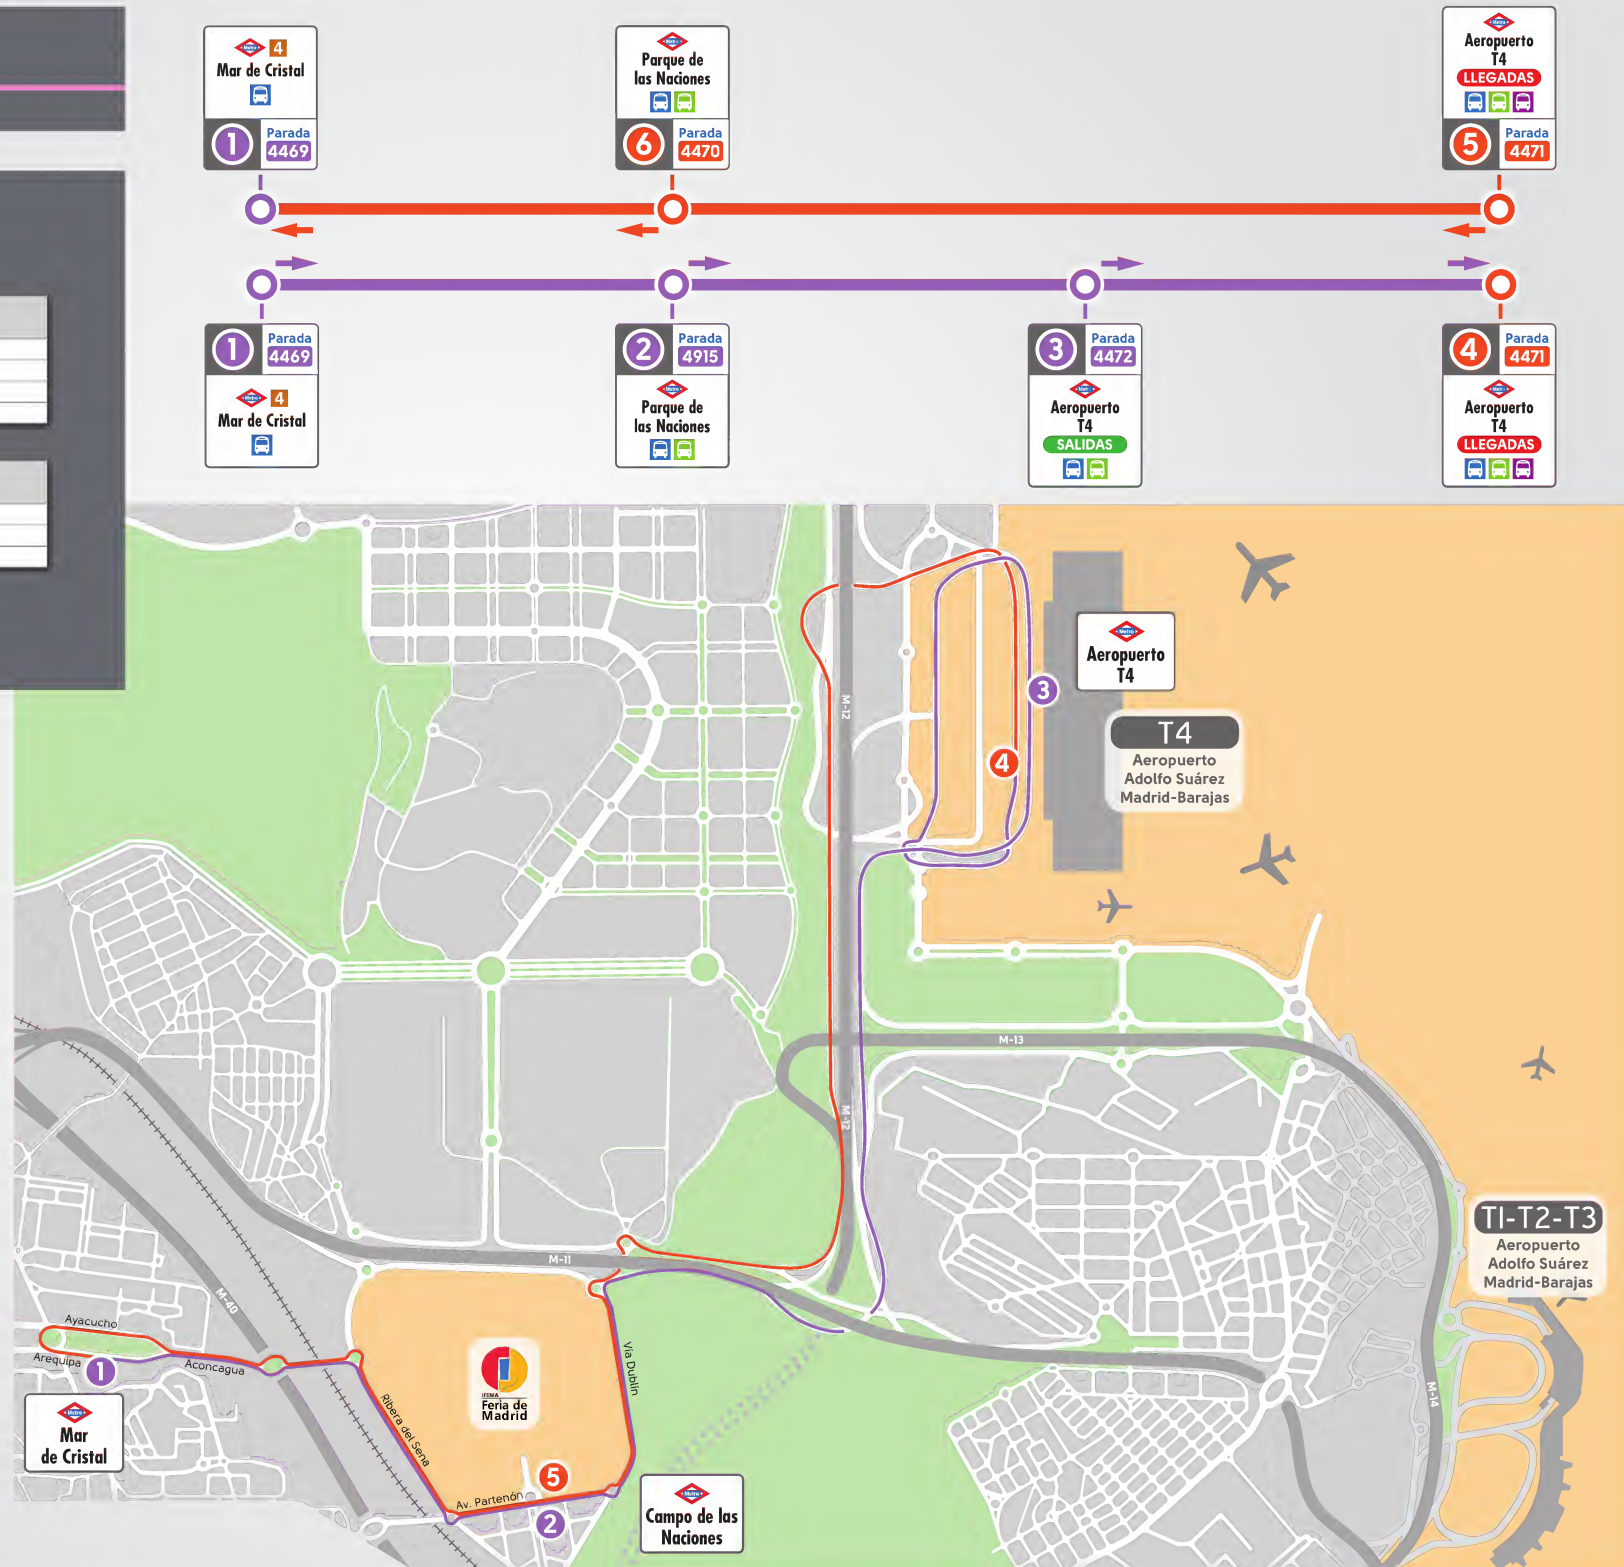 Metro 4
Mar de Cristal
1 Parada
4469
Metro
Parque de
las Naciones
6 Parada
4470
Metro
Aeropuerto
T4
LLEGADAS
5 Parada
4471
1 Parada
4469
Metro 4
Mar de Cristal
2 Parada
4915
Metro
Parque de
las Naciones
3 Parada
4472
Metro
Aeropuerto
T4
SALIDAS
4 Parada
4471
Metro
Aeropuerto
T4
LLEGADAS
Metro
Aeropuerto
T4
3
M-12
T4
Aeropuerto
Adolfo Suárez
Madrid-Barajas
4
M-13
M-12
T1-T2-T3
Aeropuerto
Adolfo Suárez
Madrid-Barajas
M-11
M-40
Ayacucho
Arequipa
1
Aconcagua
Vía Dublín
IFEMA
Feria de
Madrid
Ribera del Sena
M-14
Metro
Mar
de Cristal
5
Av. Partenón
2
Metro
Campo de las
Naciones